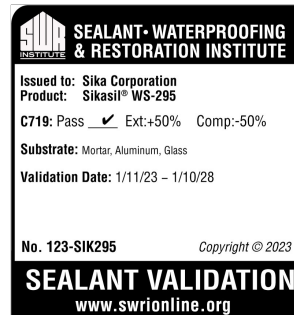 SWR
INSTITUTE
SEALANT • WATERPROOFING
& RESTORATION INSTITUTE
Issued to: Sika Corporation
Product: Sikasil® WS-295
C719: Pass ✔ Ext:+50% Comp:-50%
Substrate: Mortar, Aluminum, Glass
Validation Date: 1/11/23 – 1/10/28
No. 123-SIK295 Copyright © 2023
SEALANT VALIDATION
www.swrionline.org